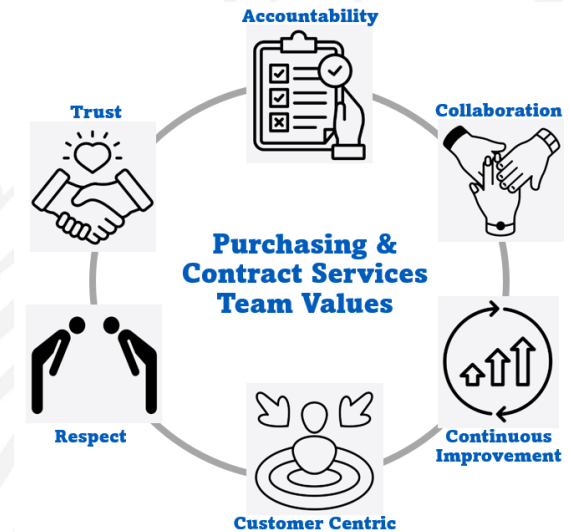 Accountability
Trust
Collaboration
Purchasing &
Contract Services
Team Values
Respect
Continuous
Improvement
Customer Centric